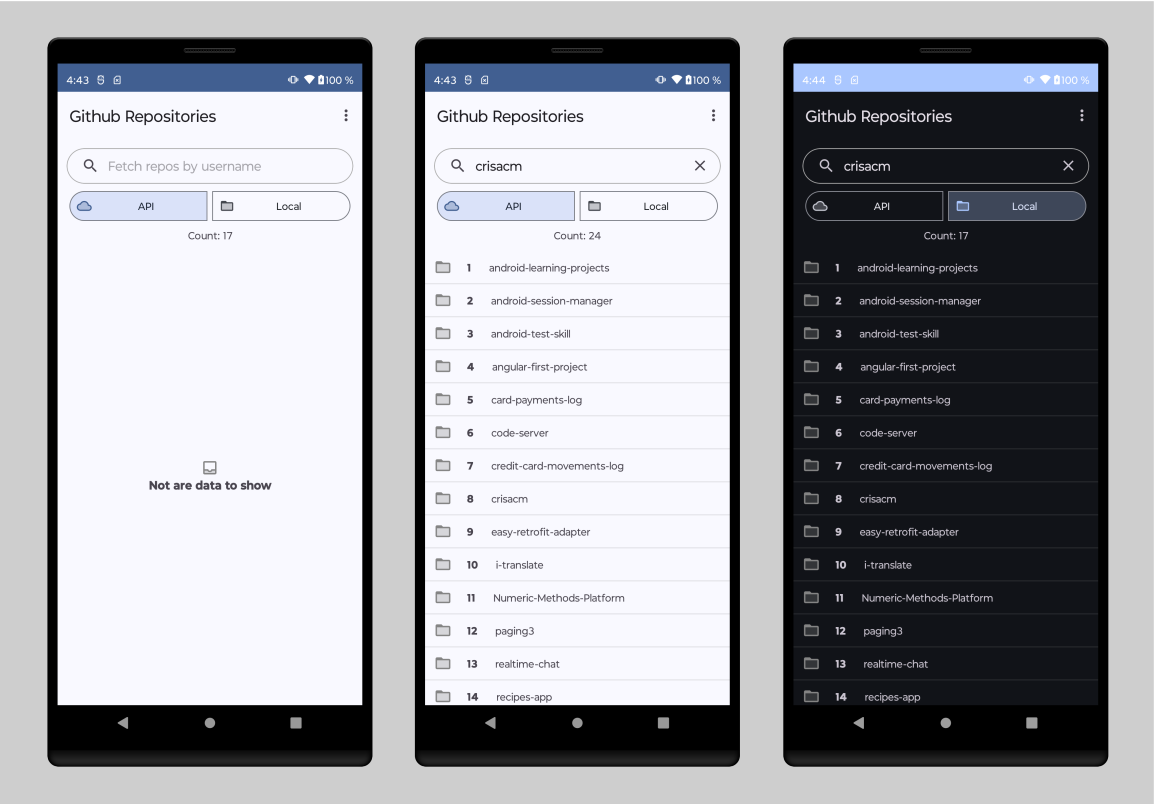 4:43 100 %
Github Repositories
Fetch repos by username
API Local
Count: 17
Not are data to show
4:43 100 %
Github Repositories
crisacm
API Local
Count: 24
1 android-learning-projects
2 android-session-manager
3 android-test-skill
4 angular-first-project
5 card-payments-log
6 code-server
7 credit-card-movements-log
8 crisacm
9 easy-retrofit-adapter
10 i-translate
11 Numeric-Methods-Platform
12 paging3
13 realtime-chat
14 recipes-app
4:44 100 %
Github Repositories
crisacm
API Local
Count: 17
1 android-learning-projects
2 android-session-manager
3 android-test-skill
4 angular-first-project
5 card-payments-log
6 code-server
7 credit-card-movements-log
8 crisacm
9 easy-retrofit-adapter
10 i-translate
11 Numeric-Methods-Platform
12 paging3
13 realtime-chat
14 recipes-app